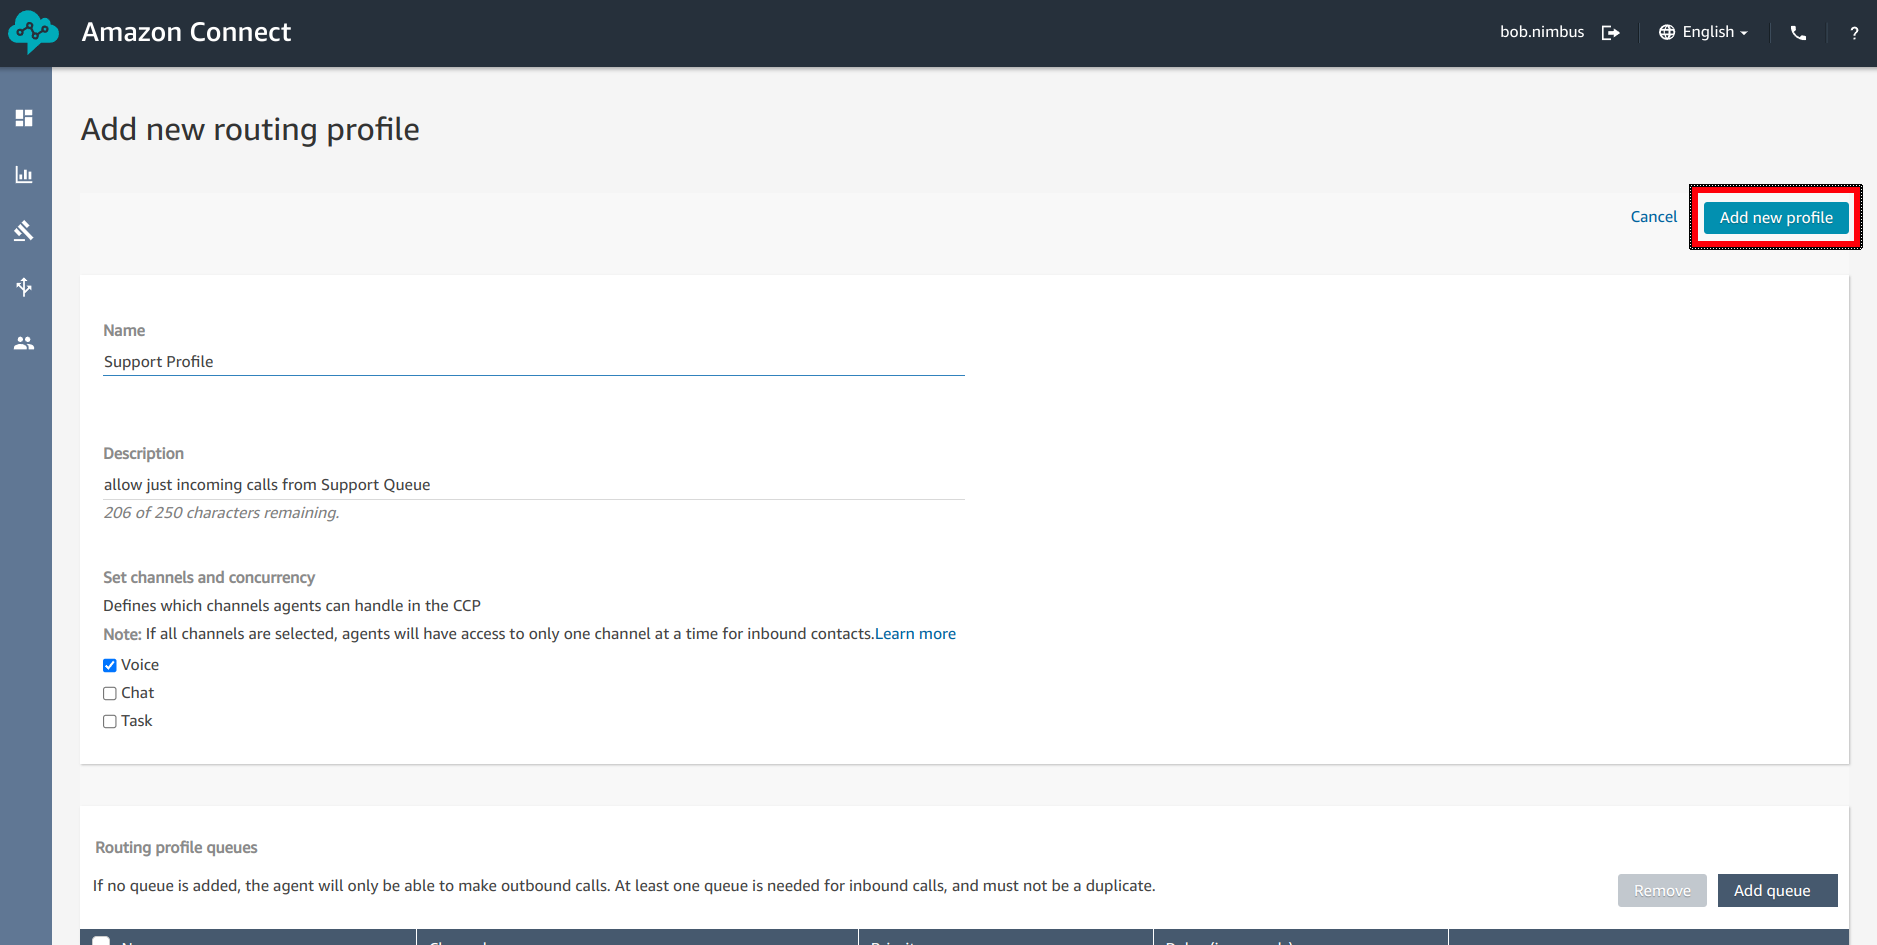 Amazon Connect
bob.nimbus
English
?
Add new routing profile
Cancel
Add new profile
Name
Support Profile
Description
allow just incoming calls from Support Queue
206 of 250 characters remaining.
Set channels and concurrency
Defines which channels agents can handle in the CCP
Note: If all channels are selected, agents will have access to only one channel at a time for inbound contacts.Learn more
Voice
Chat
Task
Routing profile queues
If no queue is added, the agent will only be able to make outbound calls. At least one queue is needed for inbound calls, and must not be a duplicate.
Remove
Add queue